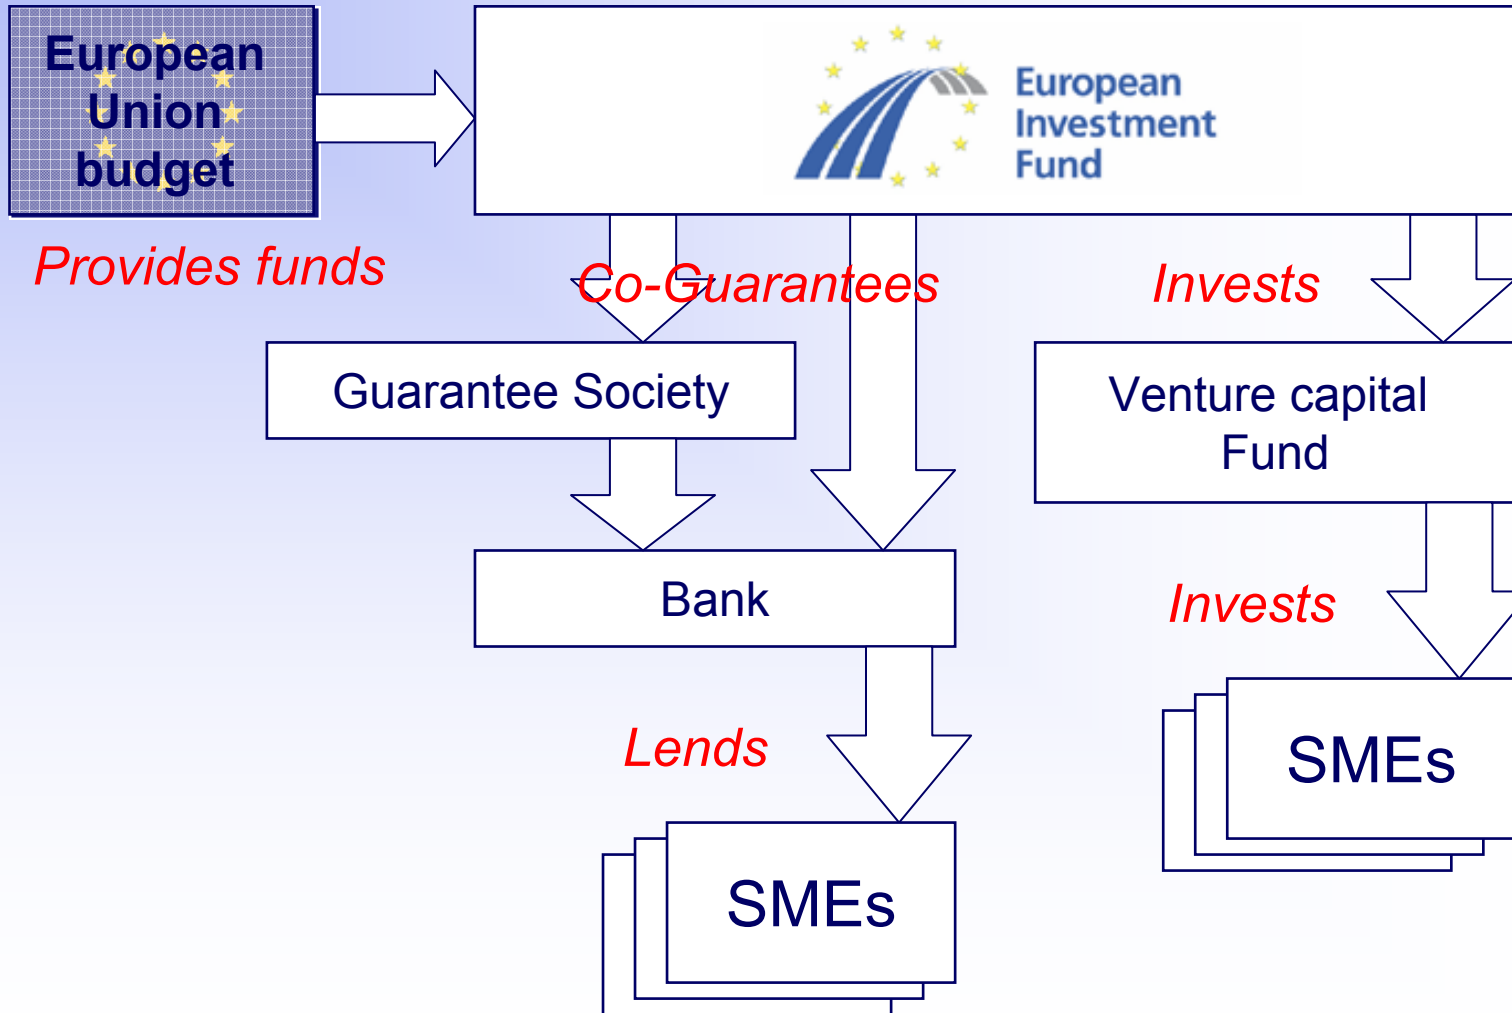 European
Union
budget
European
Investment
Fund
Provides funds
Co-Guarantees
Invests
Guarantee Society
Venture capital
Fund
Bank
Invests
Lends
SMEs
SMEs